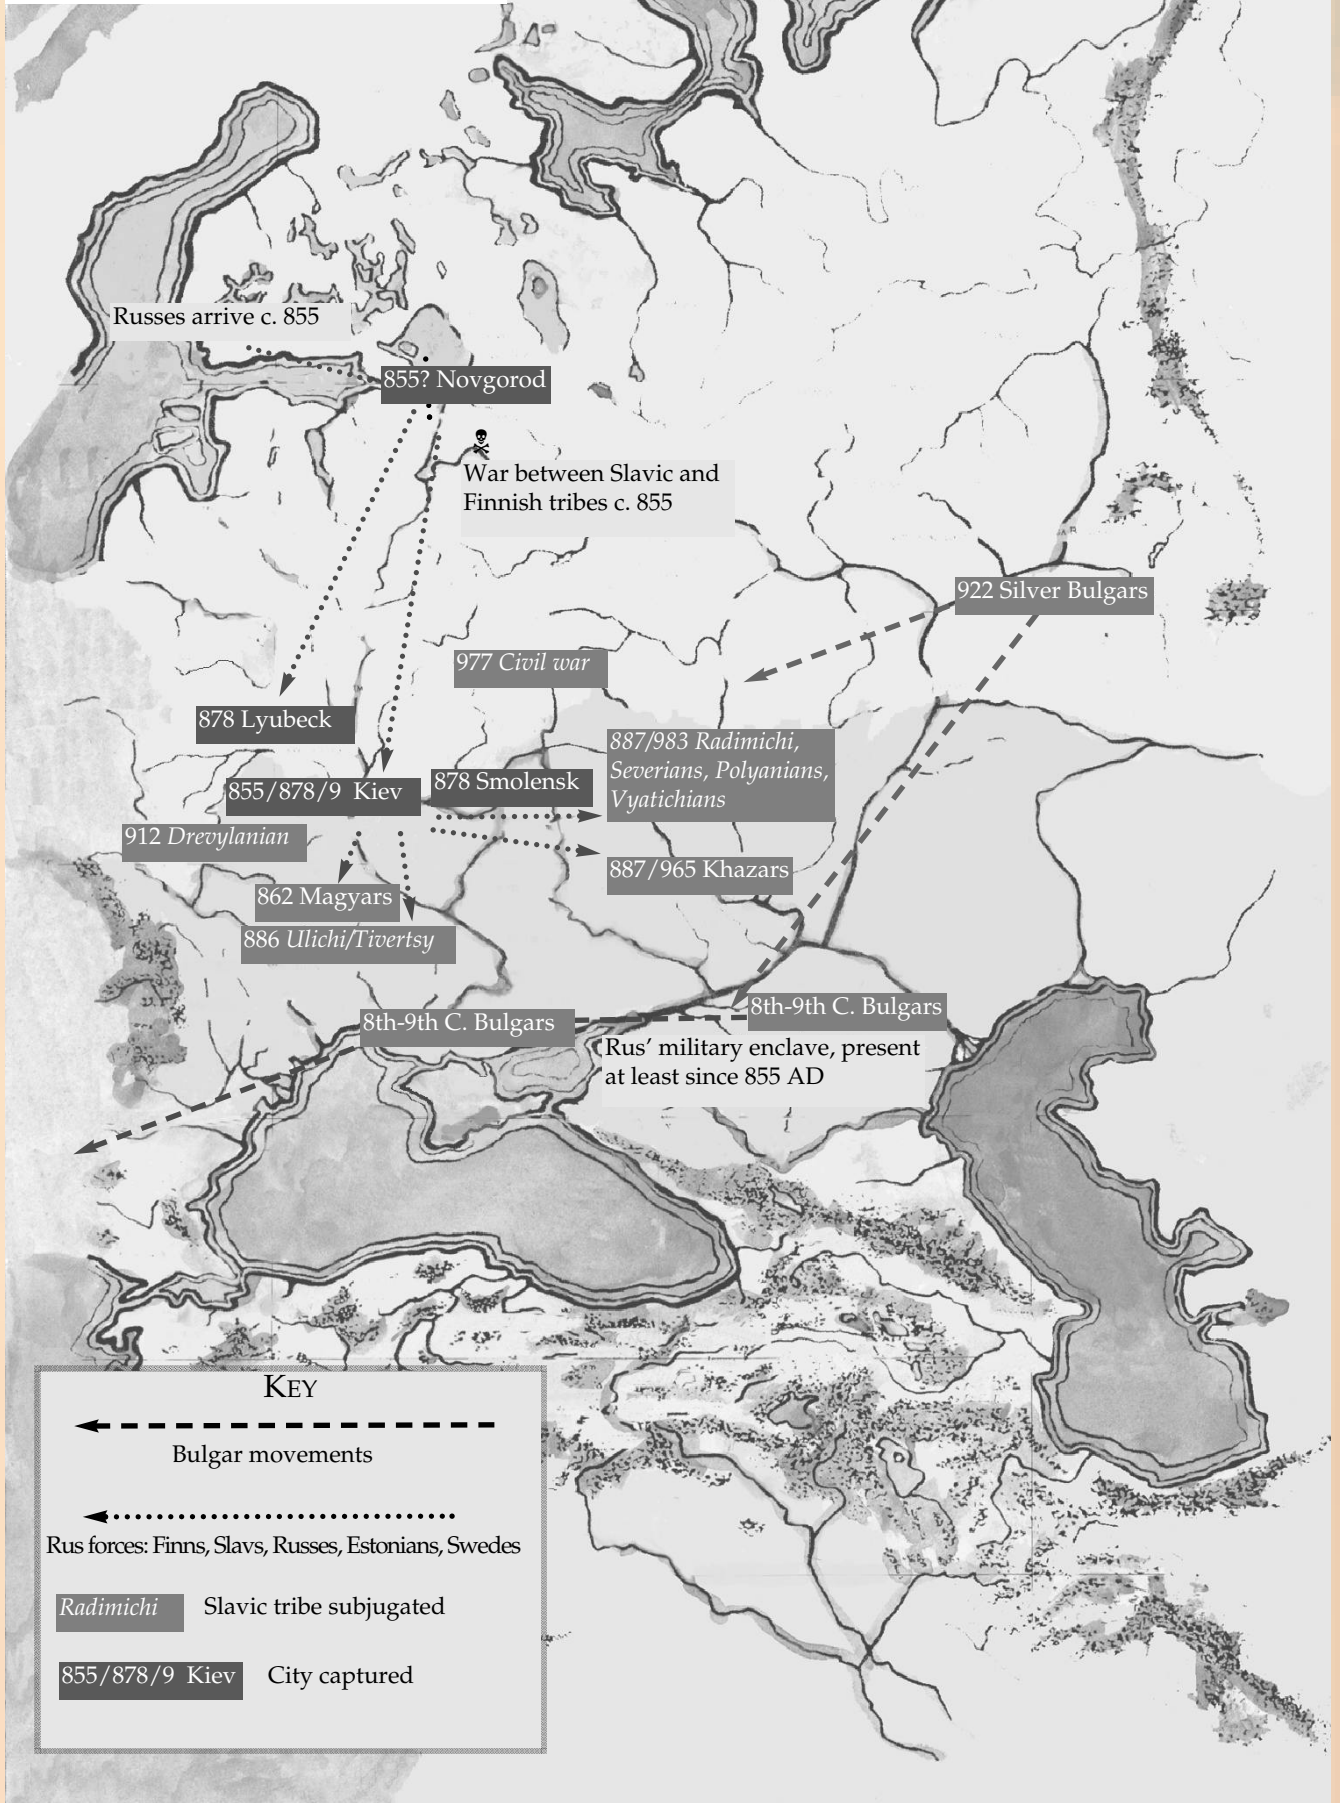 Russes arrive c. 855
855? Novgorod
War between Slavic and
Finnish tribes c. 855
922 Silver Bulgars
977 Civil war
878 Lyubeck
887/983 Radimichi,
Severians, Polyanians,
Vyatichians
855/878/9 Kiev
878 Smolensk
912 Drevylanian
887/965 Khazars
862 Magyars
886 Ulichi/Tivertsy
8th-9th C. Bulgars
8th-9th C. Bulgars
Rus' military enclave, present
at least since 855 AD
KEY
Bulgar movements
Rus forces: Finns, Slavs, Russes, Estonians, Swedes
Radimichi Slavic tribe subjugated
855/878/9 Kiev City captured